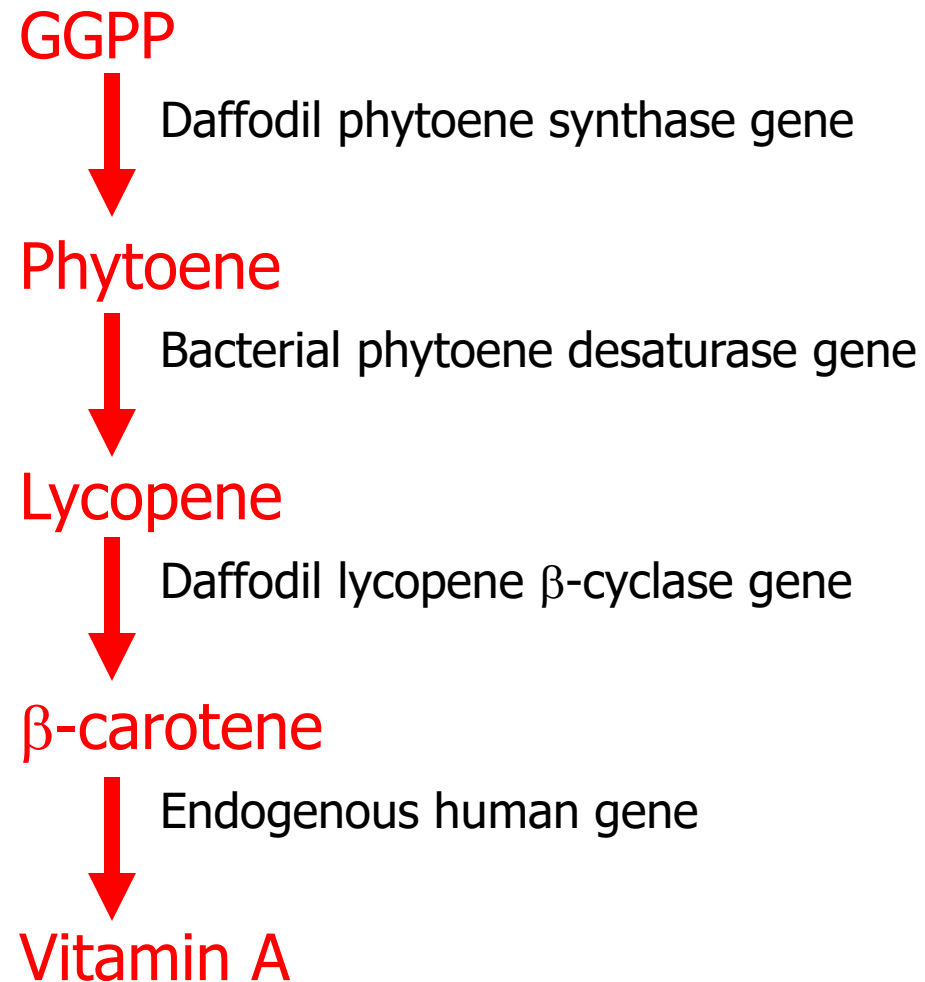 GGPP
Daffodil phytoene synthase gene
Phytoene
Bacterial phytoene desaturase gene
Lycopene
Daffodil lycopene β-cyclase gene
β-carotene
Endogenous human gene
Vitamin A